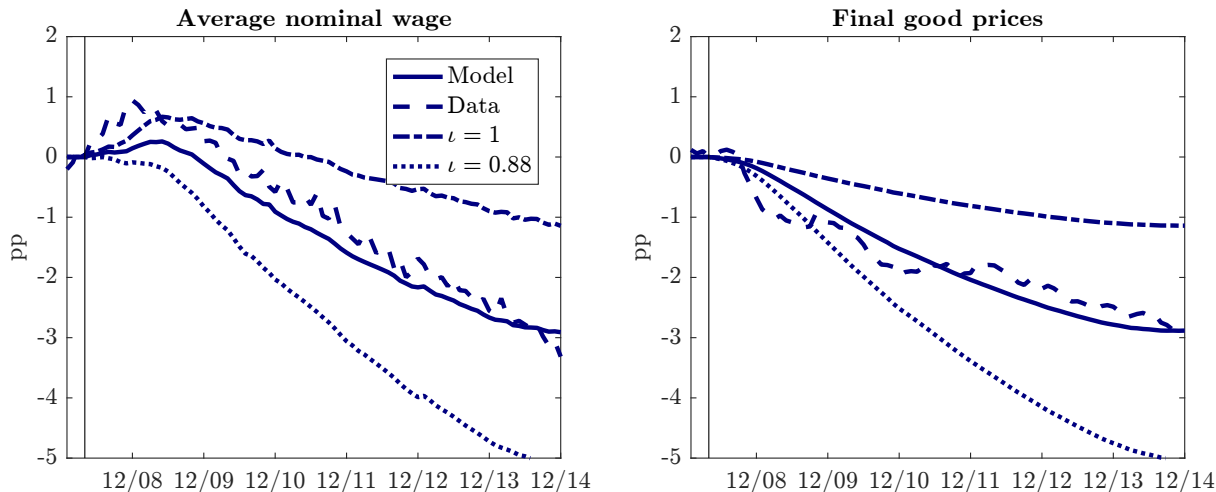 Average nominal wage
2
1
0
-1
-2
-3
-4
-5
pp
12/08 12/09 12/10 12/11 12/12 12/13 12/14
Model
Data
ι = 1
ι = 0.88
Final good prices
2
1
0
-1
-2
-3
-4
-5
pp
12/08 12/09 12/10 12/11 12/12 12/13 12/14